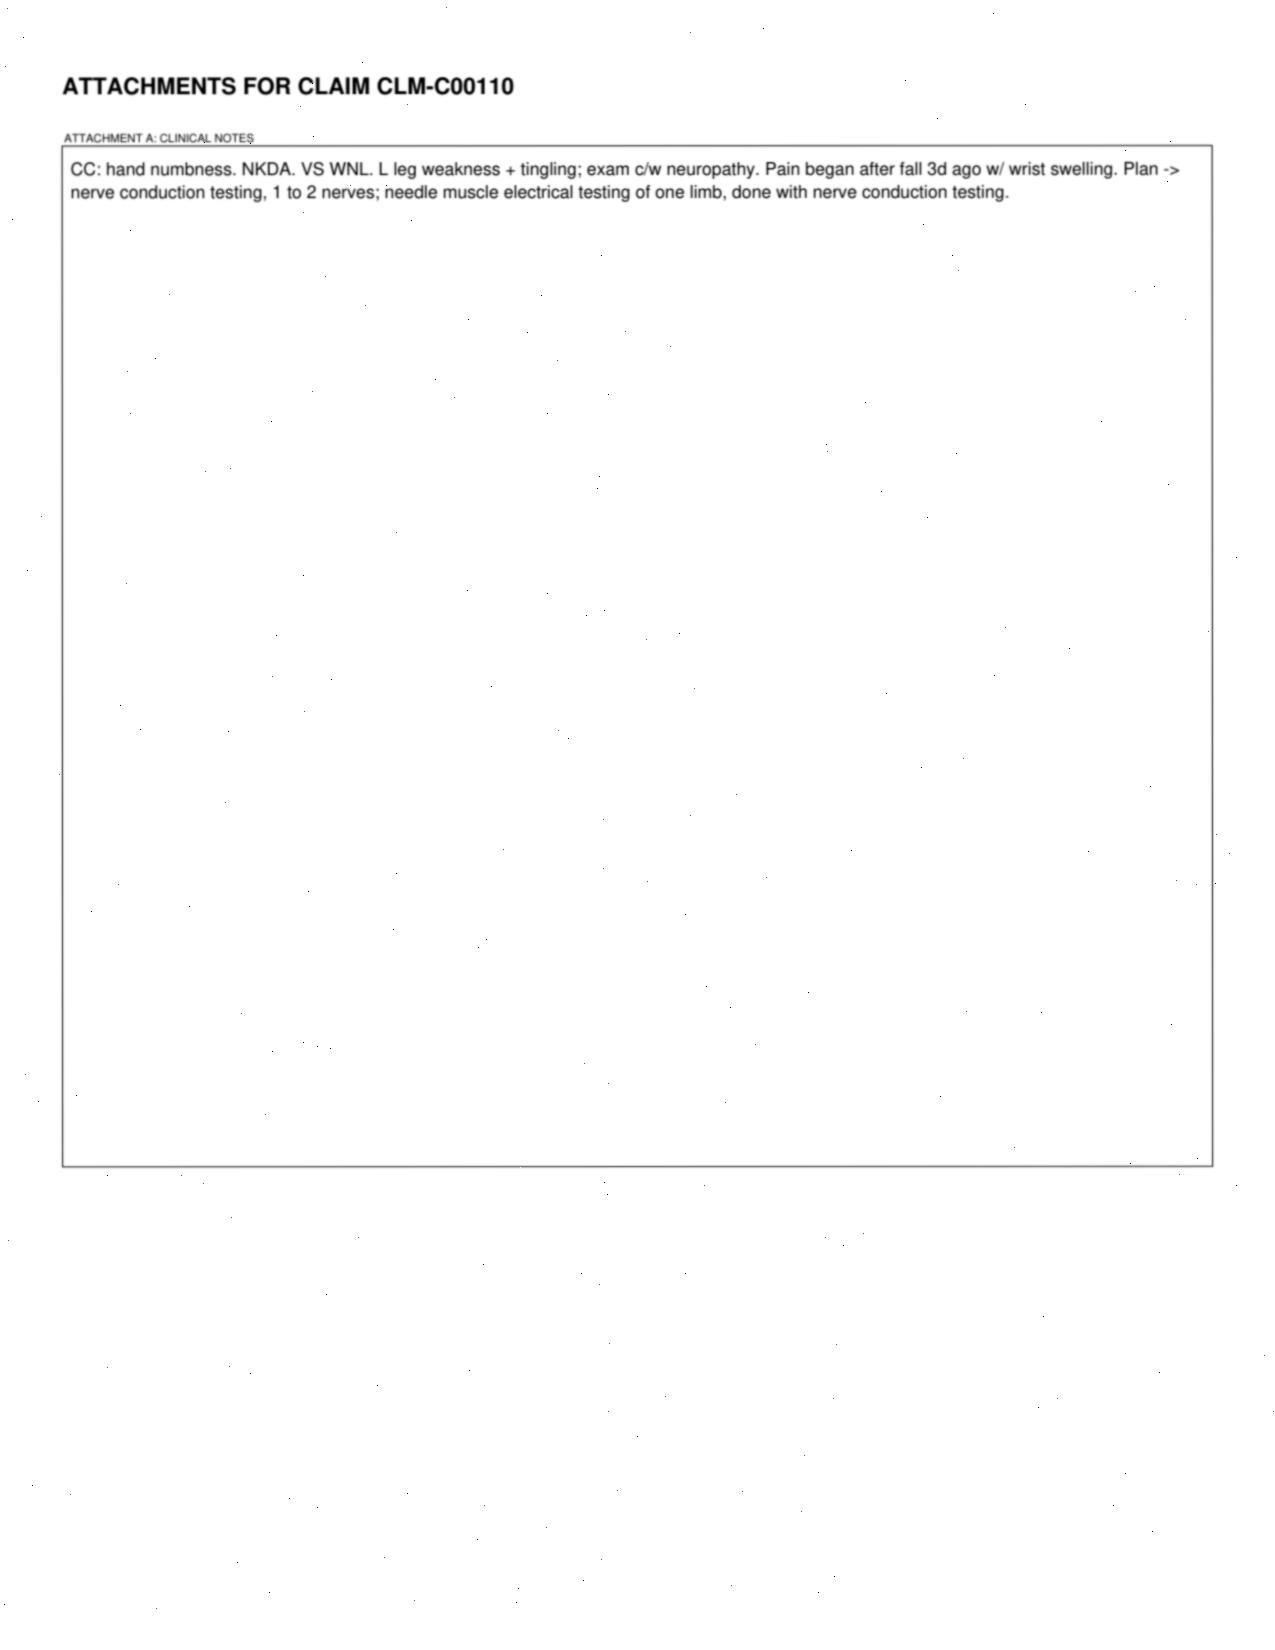 ATTACHMENTS FOR CLAIM CLM-C00110
ATTACHMENT A: CLINICAL NOTES
CC: hand numbness. NKDA. VS WNL. L leg weakness + tingling; exam c/w neuropathy. Pain began after fall 3d ago w/ wrist swelling. Plan ->
nerve conduction testing, 1 to 2 nerves; needle muscle electrical testing of one limb, done with nerve conduction testing.